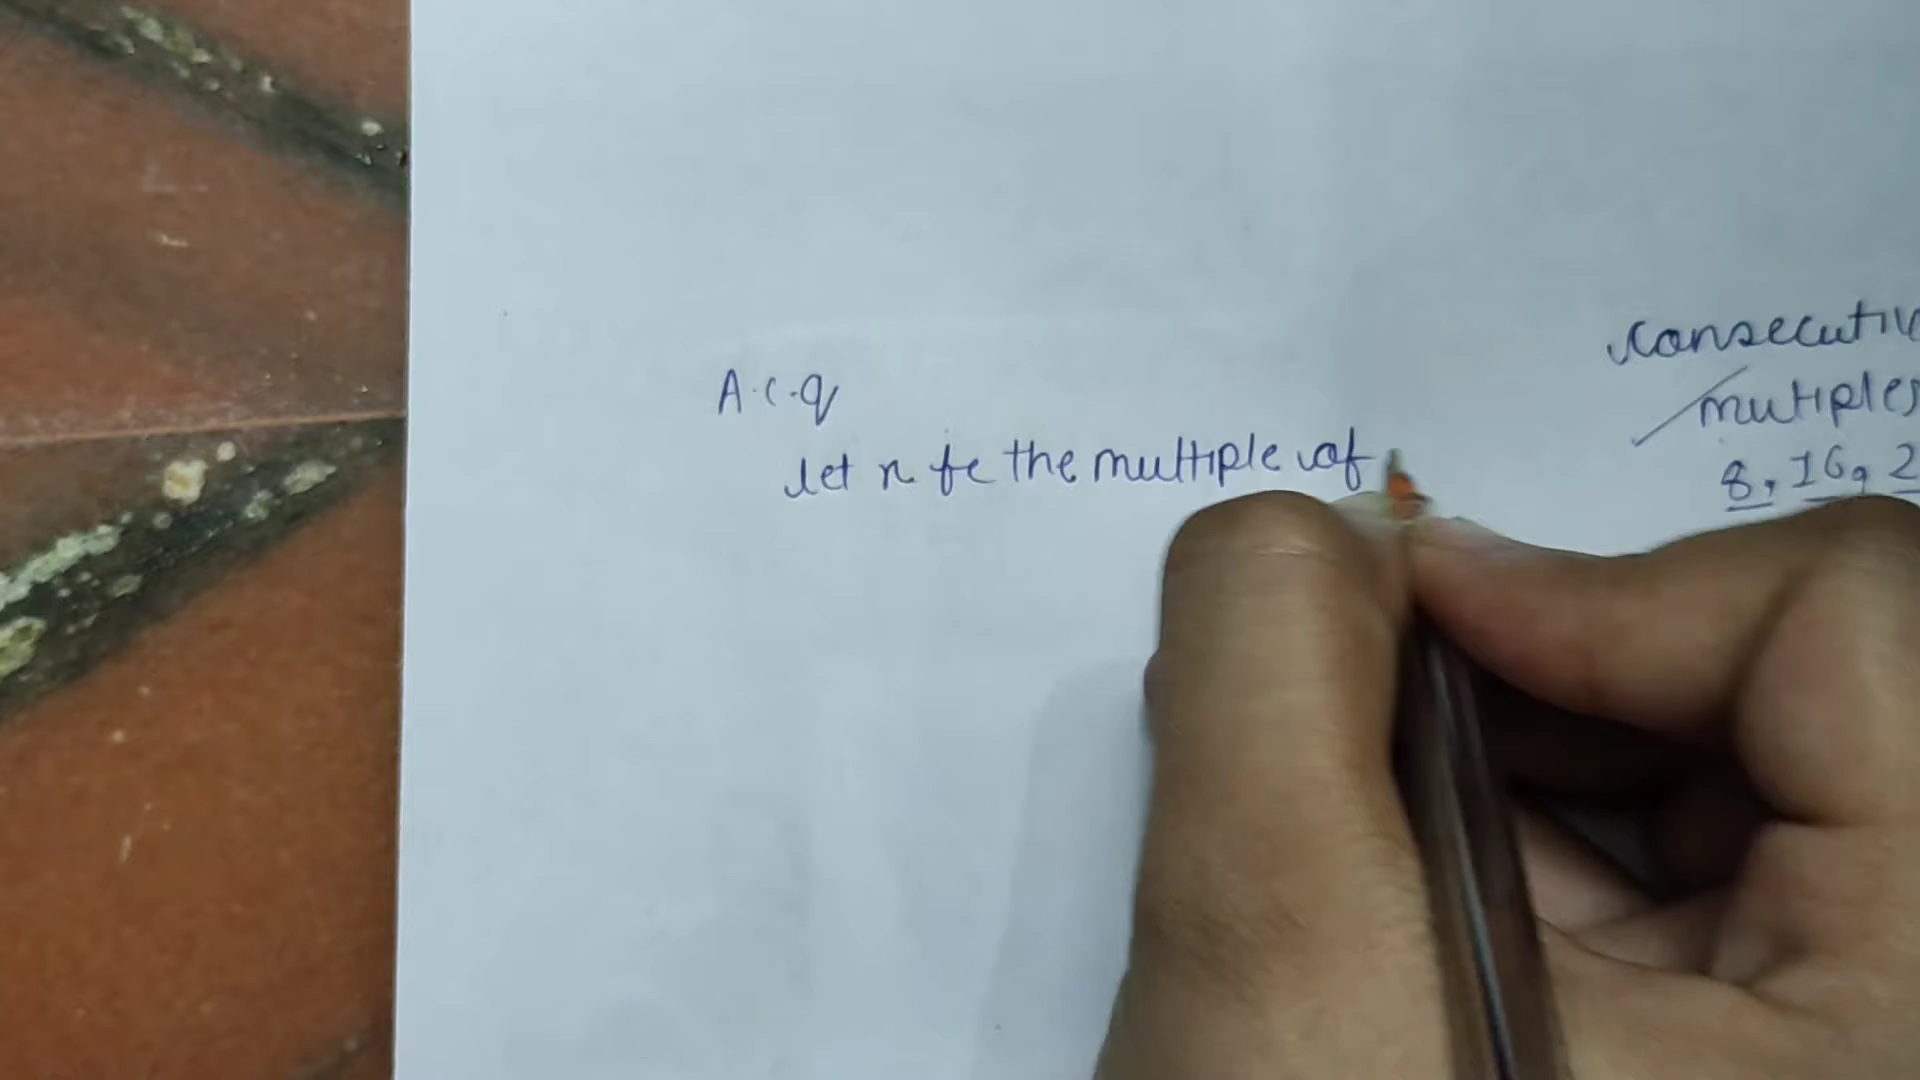 A.C.q
let x be the multiple of
consecutiv
multiples
8, 16, 2